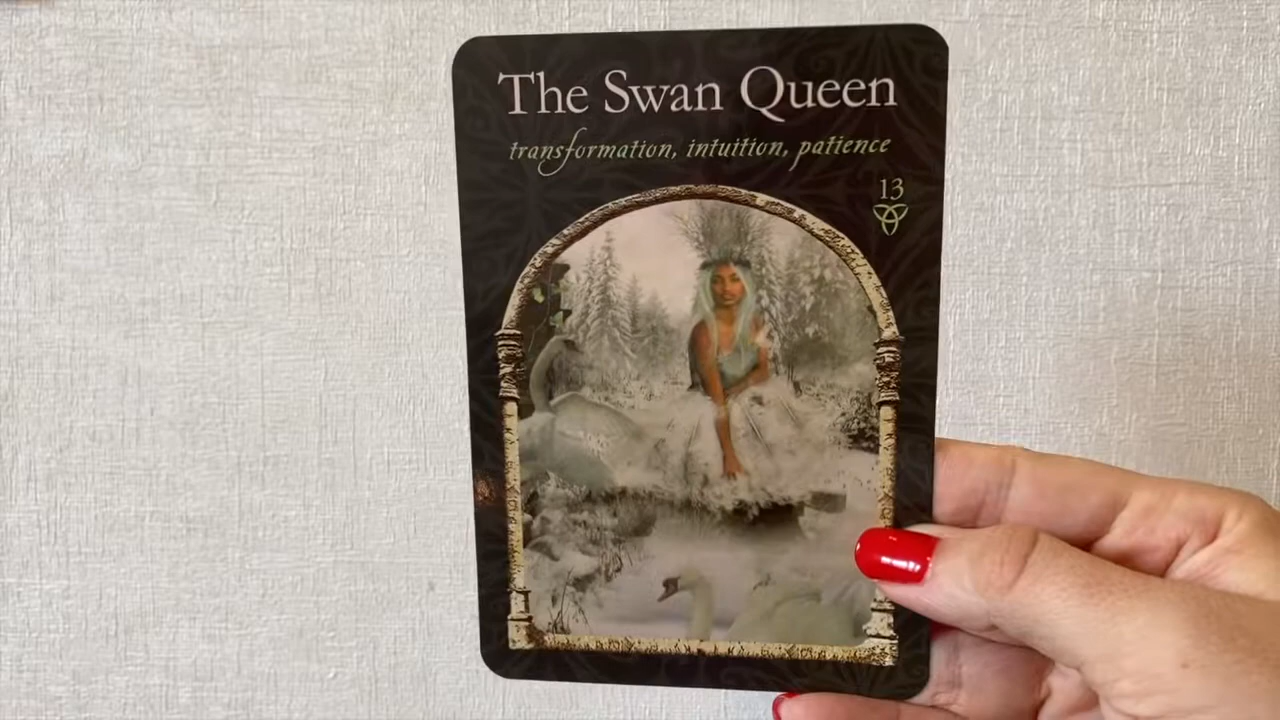 The Swan Queen
transformation, intuition, patience
13